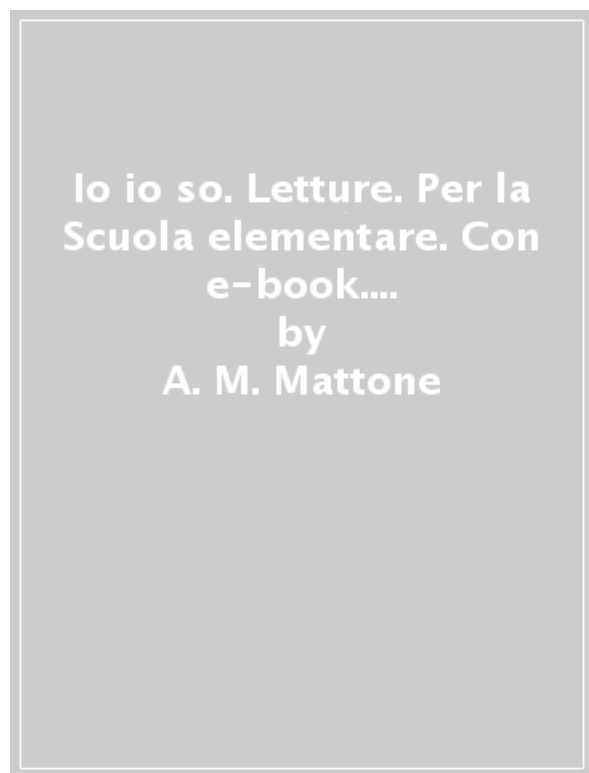 Io io so. Letture. Per la
Scuola elementare. Con
e-book....
by
A. M. Mattone